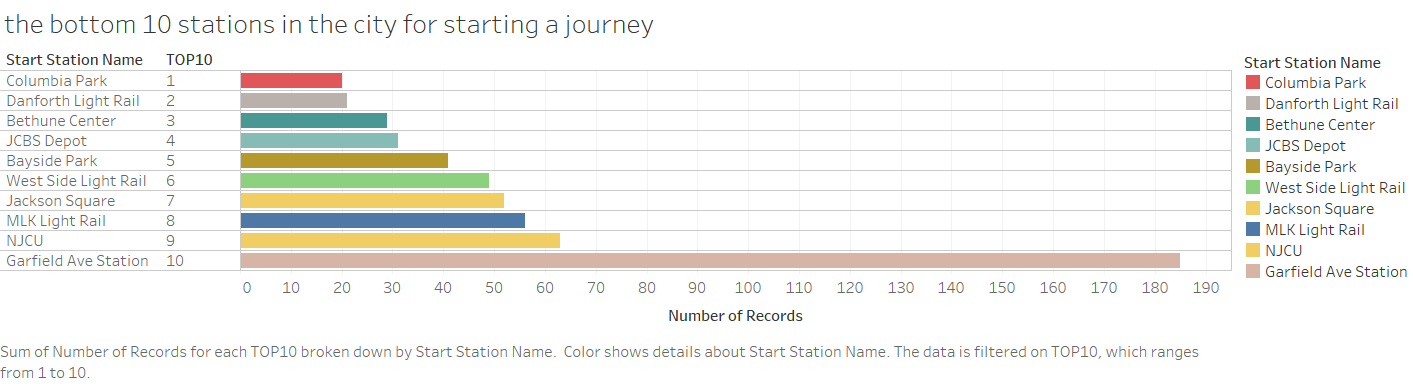 the bottom 10 stations in the city for starting a journey
Start Station Name TOP10
Columbia Park 1
Danforth Light Rail 2
Bethune Center 3
JCBS Depot 4
Bayside Park 5
West Side Light Rail 6
Jackson Square 7
MLK Light Rail 8
NJCU 9
Garfield Ave Station 10
0 10 20 30 40 50 60 70 80 90 100 110 120 130 140 150 160 170 180 190
Number of Records
Start Station Name
Columbia Park
Danforth Light Rail
Bethune Center
JCBS Depot
Bayside Park
West Side Light Rail
Jackson Square
MLK Light Rail
NJCU
Garfield Ave Station
Sum of Number of Records for each TOP10 broken down by Start Station Name. Color shows details about Start Station Name. The data is filtered on TOP10, which ranges
from 1 to 10.